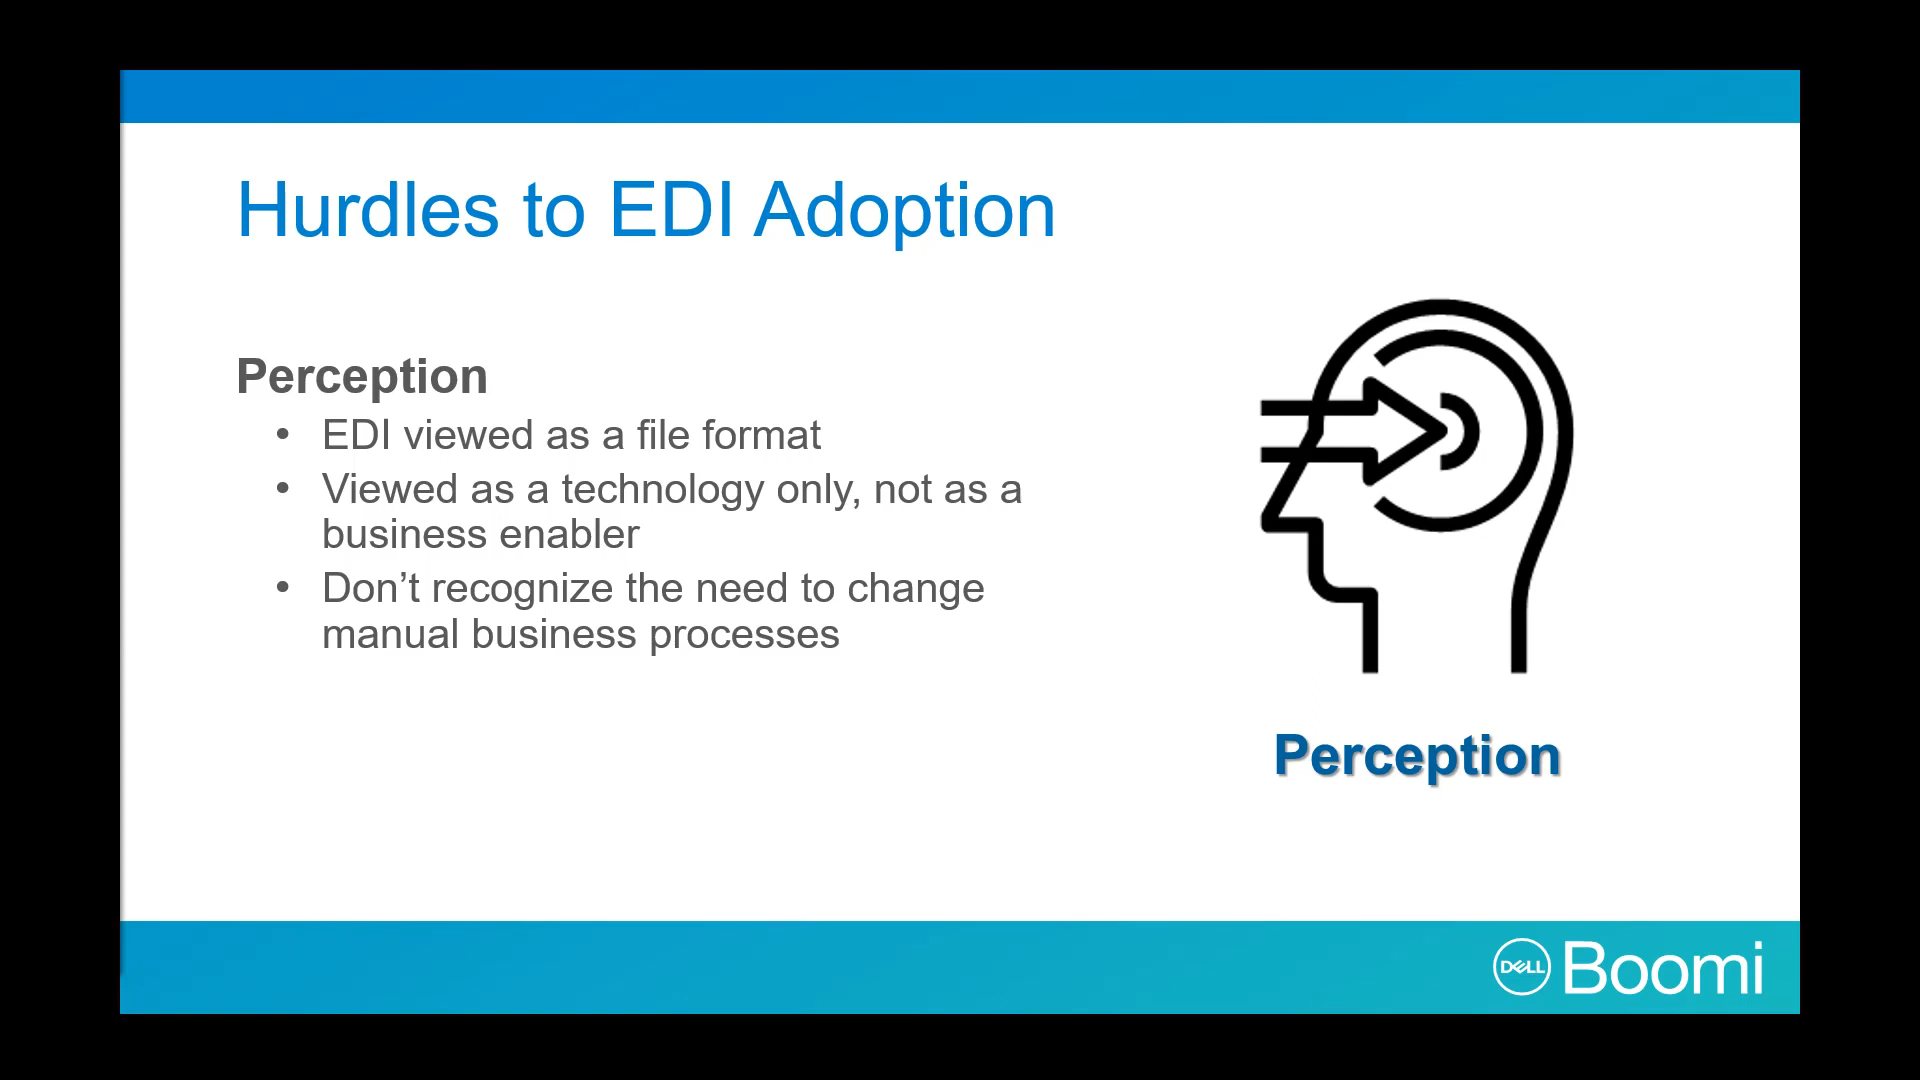 Hurdles to EDI Adoption
Perception
• EDI viewed as a file format
• Viewed as a technology only, not as a
business enabler
• Don’t recognize the need to change
manual business processes
Perception
DELL Boomi